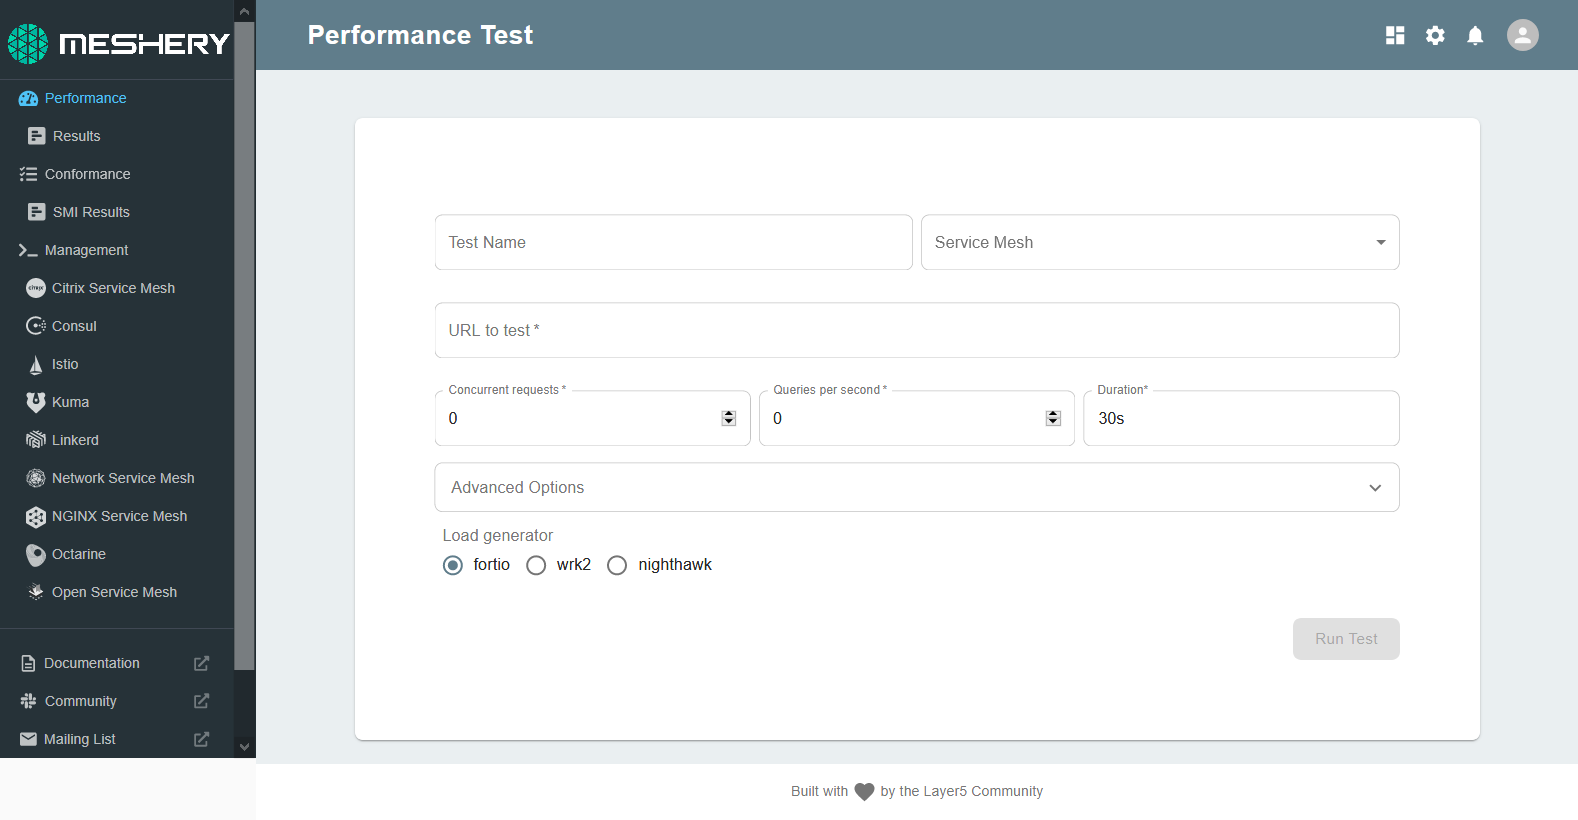 MESHERY
Performance Test
Performance
Results
Conformance
SMI Results
Management
Citrix Service Mesh
Consul
Istio
Kuma
Linkerd
Network Service Mesh
NGINX Service Mesh
Octarine
Open Service Mesh
Documentation
Community
Mailing List
Test Name
Service Mesh
URL to test *
Concurrent requests *
0
Queries per second *
0
Duration*
30s
Advanced Options
Load generator
fortio wrk2 nighthawk
Run Test
Built with by the Layer5 Community